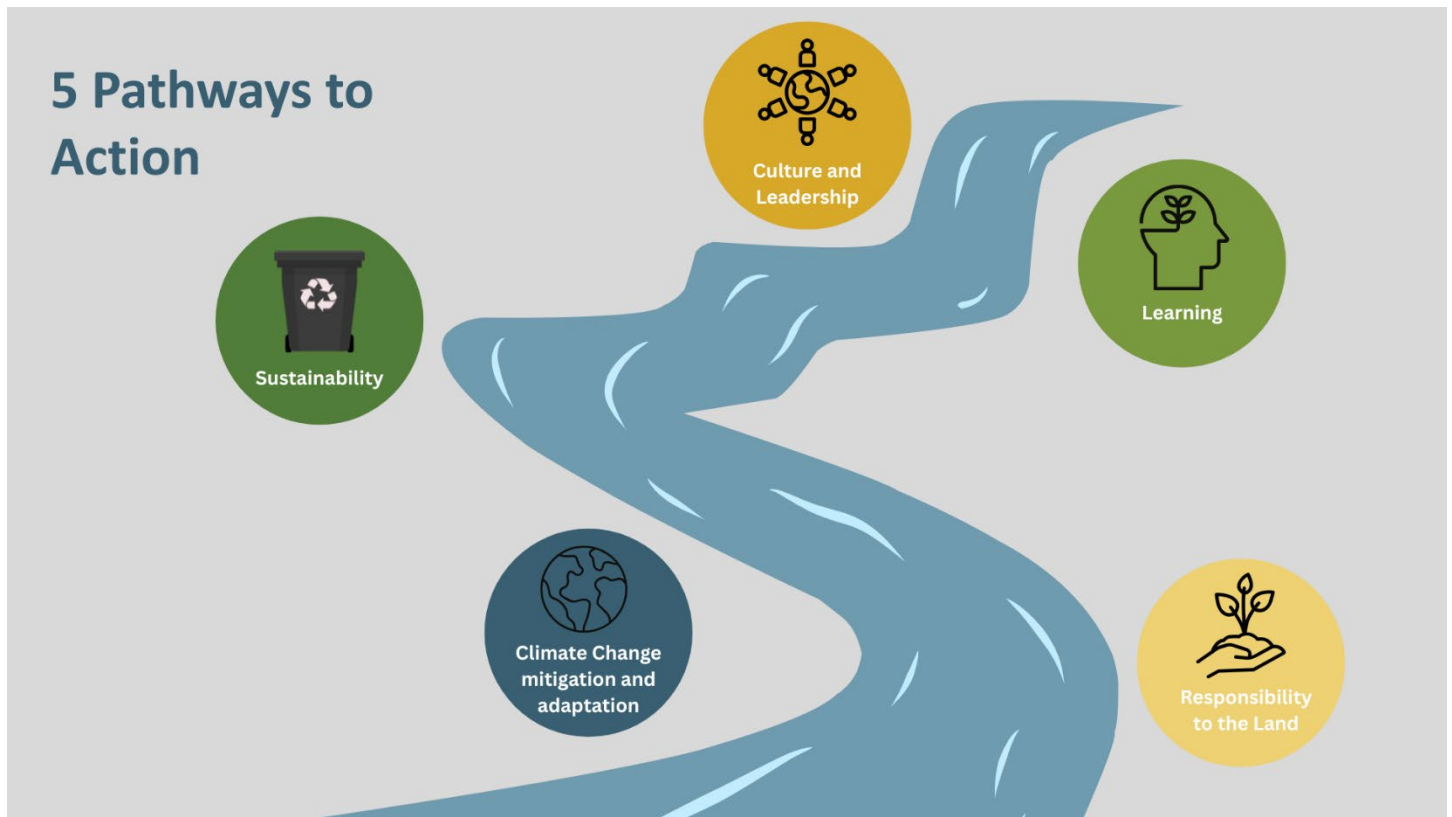 5 Pathways to
Action
Culture and
Leadership
Learning
Sustainability
Climate Change
mitigation and
adaptation
Responsibility
to the Land